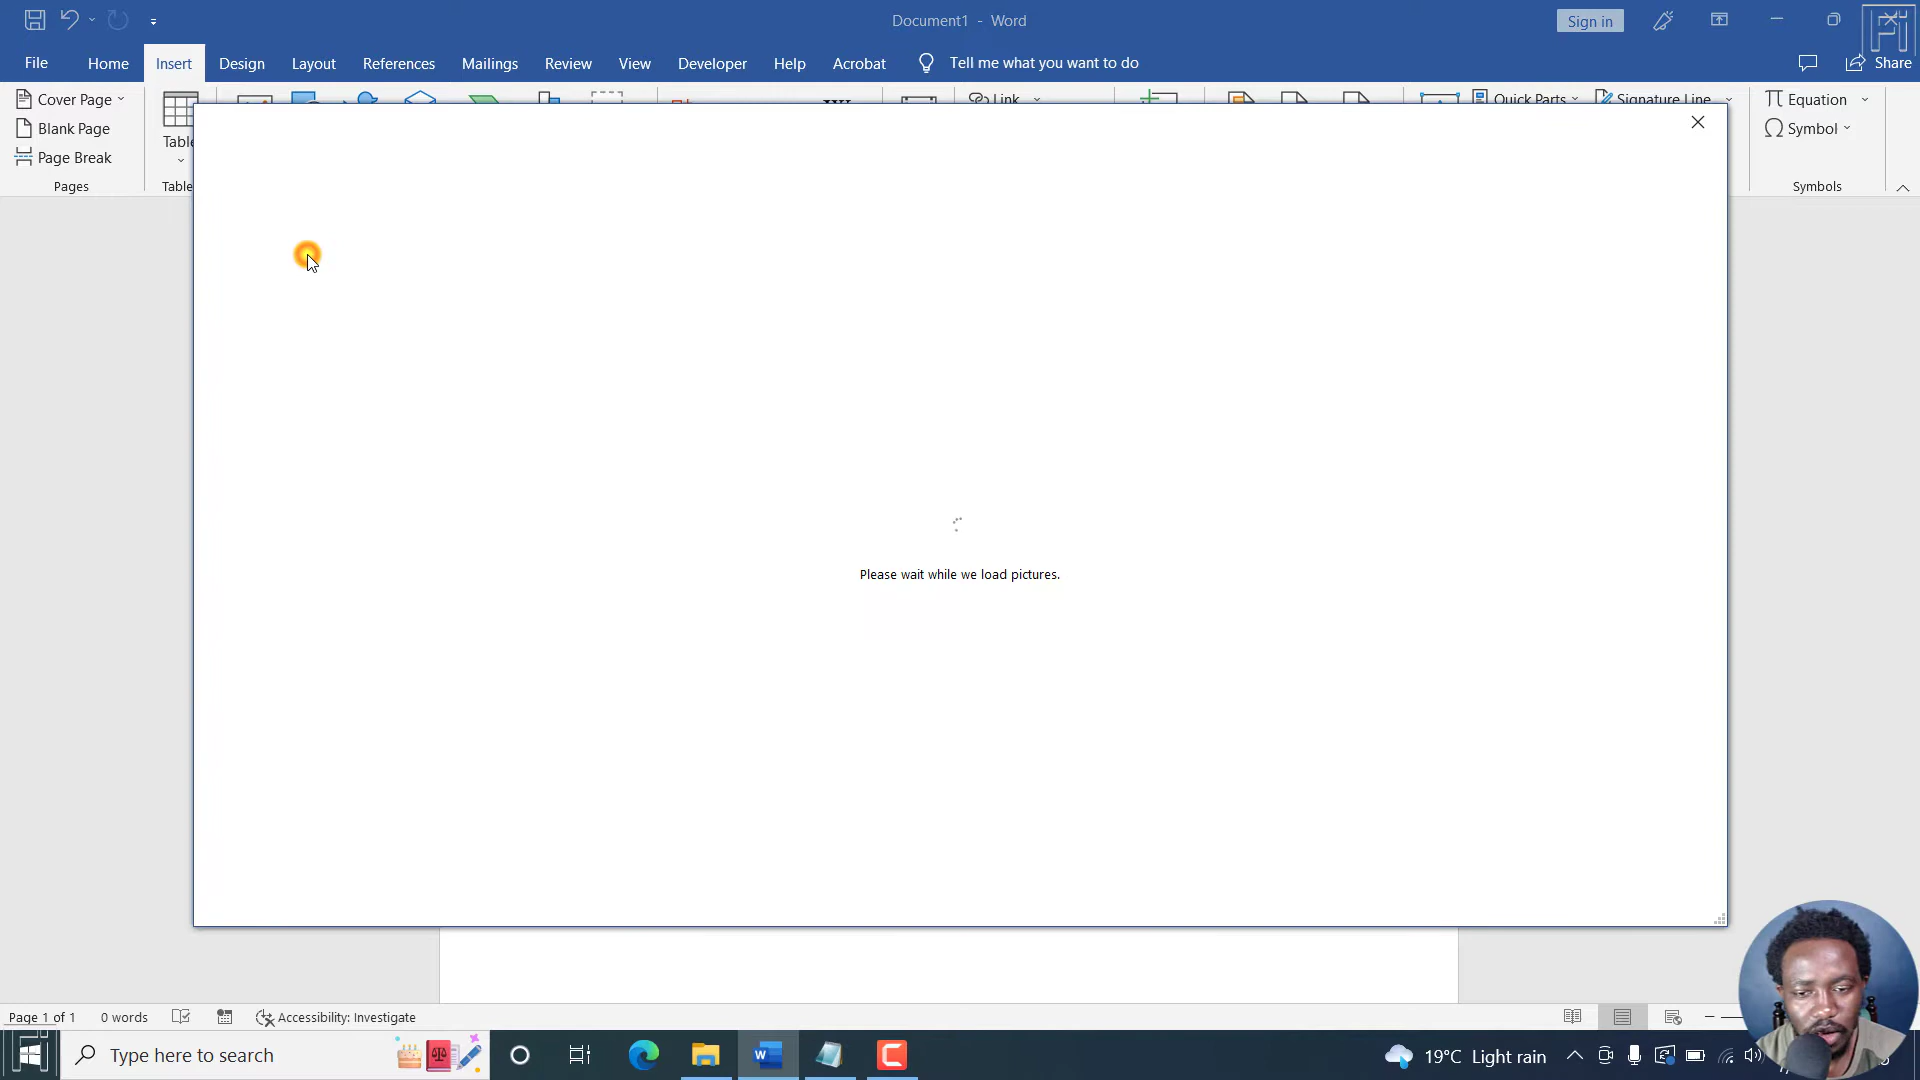 Document1 - Word
Sign in
File Home Insert Design Layout References Mailings Review View Developer Help Acrobat Tell me what you want to do Share
Cover Page
Blank Page
Page Break
Pages
Table
Link
Quick Parts
Signature Line
Equation
Symbol
Symbols
Please wait while we load pictures.
Page 1 of 1 0 words Accessibility: Investigate
Type here to search
19°C Light rain